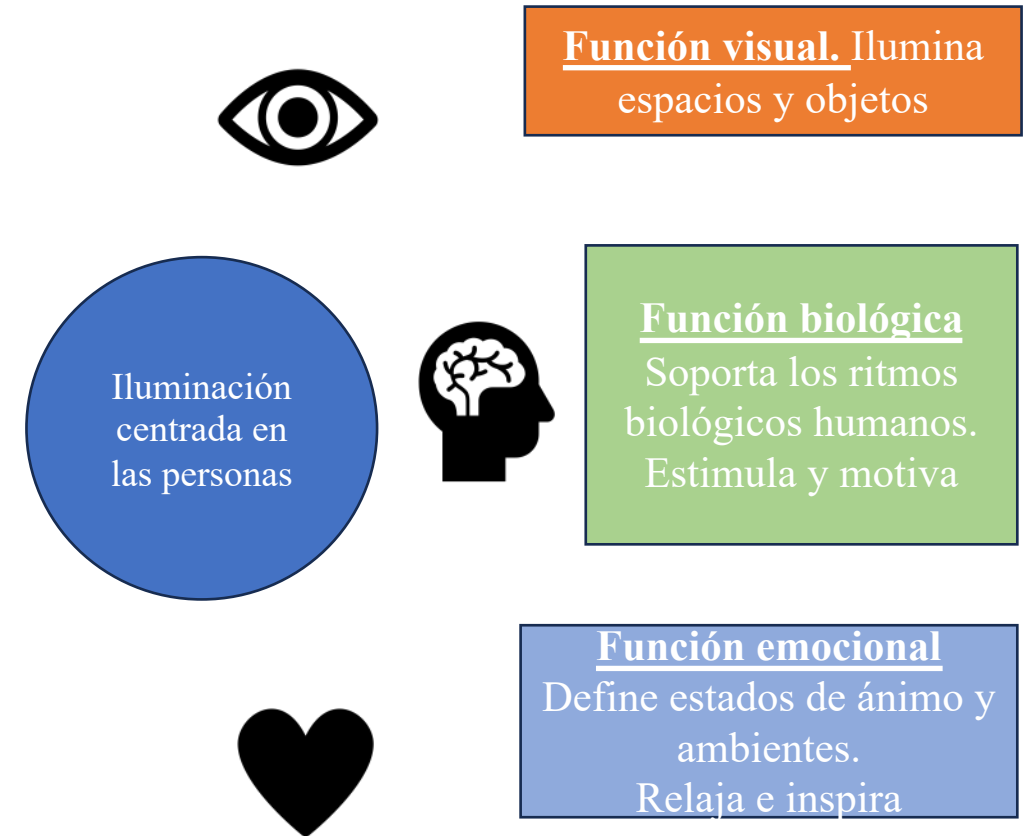 Función visual. Ilumina
espacios y objetos
Iluminación
centrada en
las personas
Función biológica
Soporta los ritmos
biológicos humanos.
Estimula y motiva
Función emocional
Define estados de ánimo y
ambientes.
Relaja e inspira